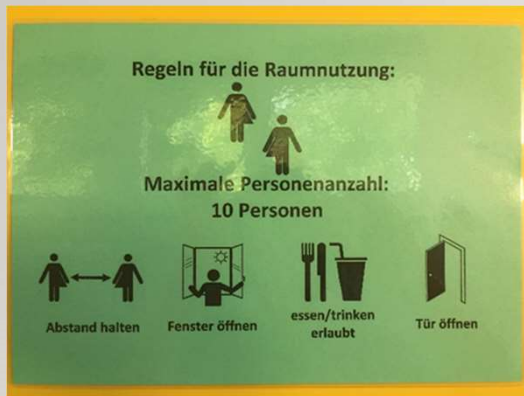 Regeln für die Raumnutzung:
Maximale Personenanzahl:
10 Personen
Abstand halten
Fenster öffnen
essen/trinken
erlaubt
Tür öffnen